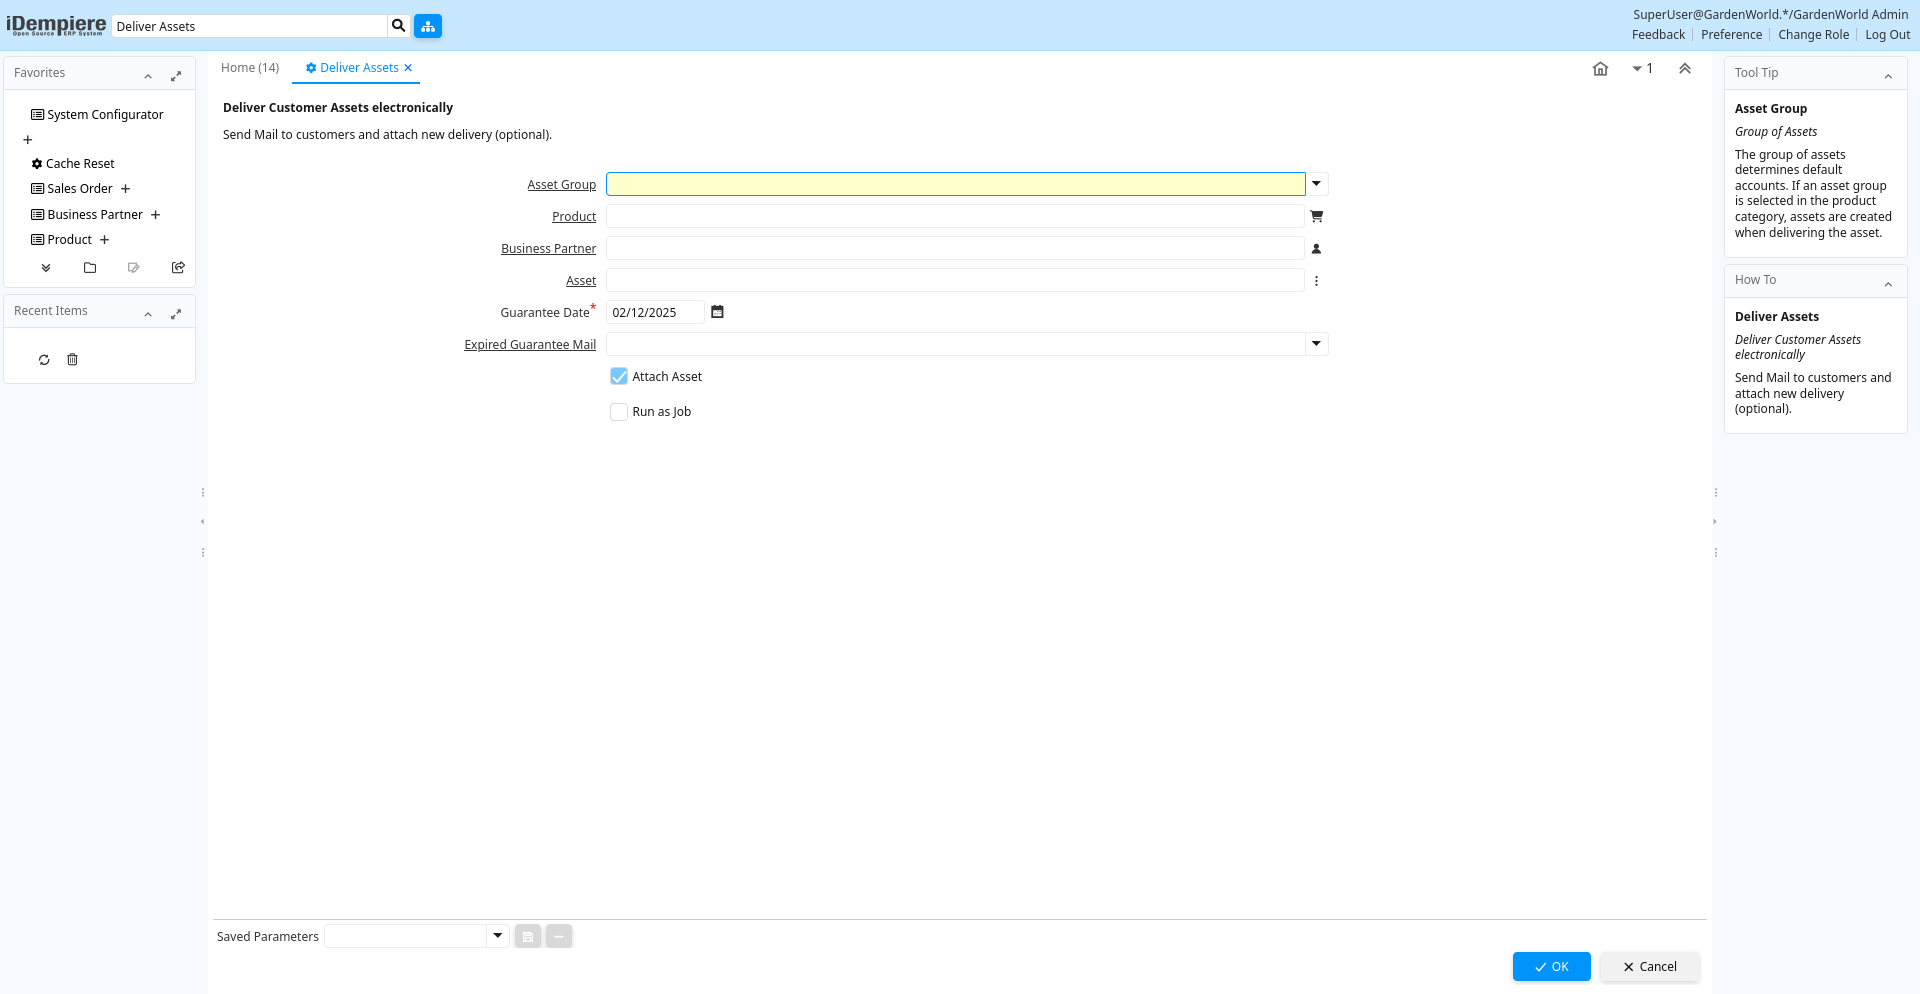 iDempiere
Open Source ERP System
Deliver Assets
SuperUser@GardenWorld.*/GardenWorld Admin
Feedback
Preference
Change Role
Log Out
Favorites
System Configurator
Cache Reset
Sales Order
Business Partner
Product
Recent Items
Home (14)
Deliver Assets
1
Deliver Customer Assets electronically
Send Mail to customers and attach new delivery (optional).
Asset Group
Product
Business Partner
Asset
Guarantee Date*
02/12/2025
Expired Guarantee Mail
Attach Asset
Run as Job
Saved Parameters
OK
Cancel
Tool Tip
Asset Group
Group of Assets
The group of assets
determines default
accounts. If an asset group
is selected in the product
category, assets are created
when delivering the asset.
How To
Deliver Assets
Deliver Customer Assets
electronically
Send Mail to customers and
attach new delivery
(optional).